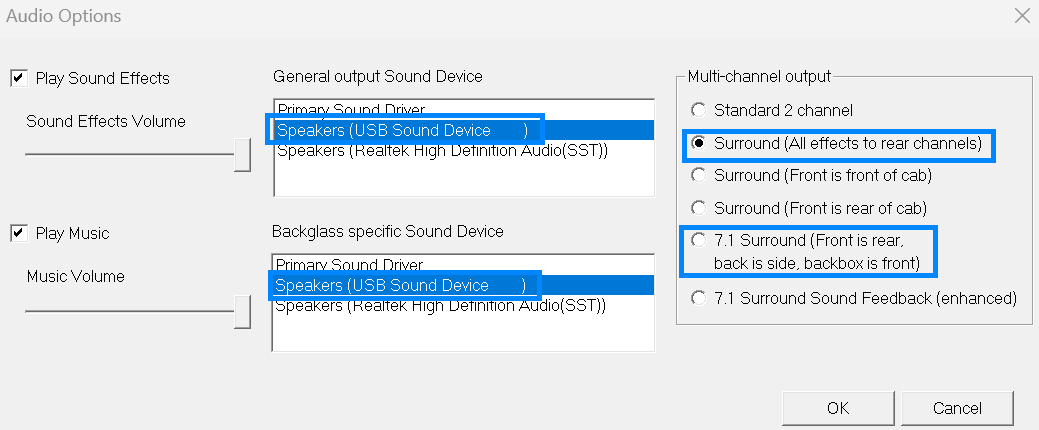 Audio Options
Play Sound Effects
Sound Effects Volume
Play Music
Music Volume
General output Sound Device
Primary Sound Driver
Speakers (USB Sound Device )
Speakers (Realtek High Definition Audio(SST))
Backglass specific Sound Device
Primary Sound Driver
Speakers (USB Sound Device )
Speakers (Realtek High Definition Audio(SST))
Multi-channel output
Standard 2 channel
Surround (All effects to rear channels)
Surround (Front is front of cab)
Surround (Front is rear of cab)
7.1 Surround (Front is rear,
back is side, backbox is front)
7.1 Surround Sound Feedback (enhanced)
OK
Cancel